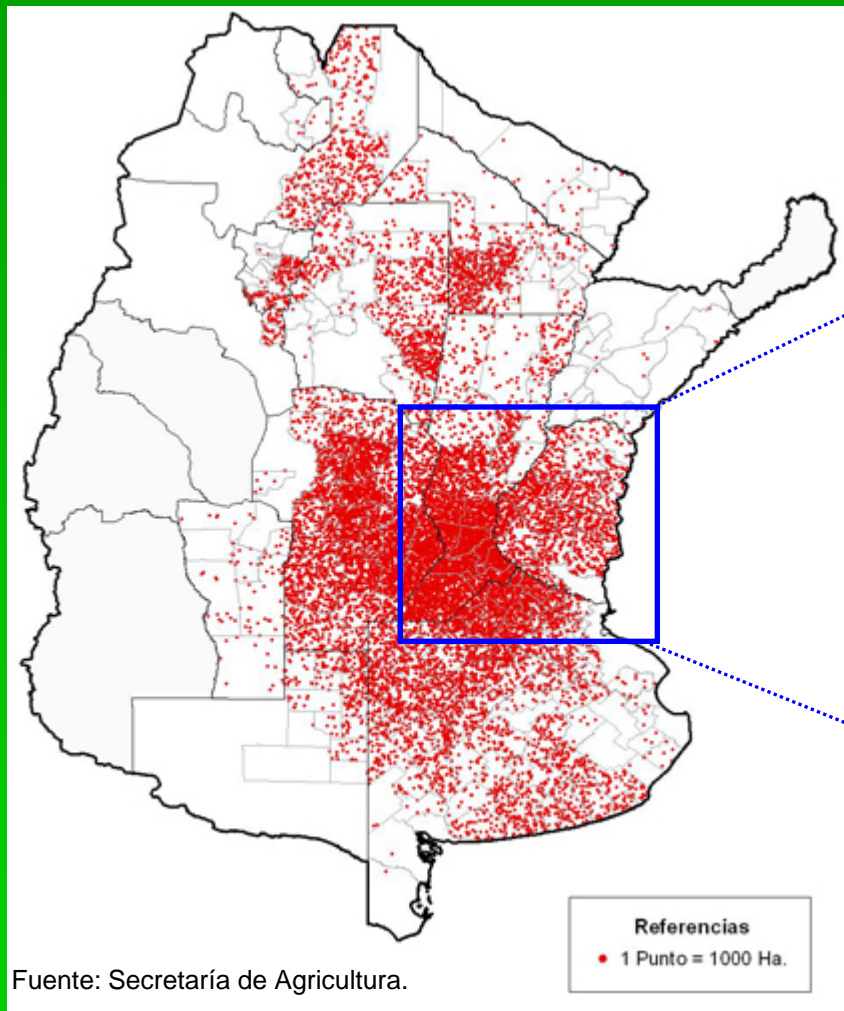 Referencias
1 Punto = 1000 Ha.
Fuente: Secretaría de Agricultura.